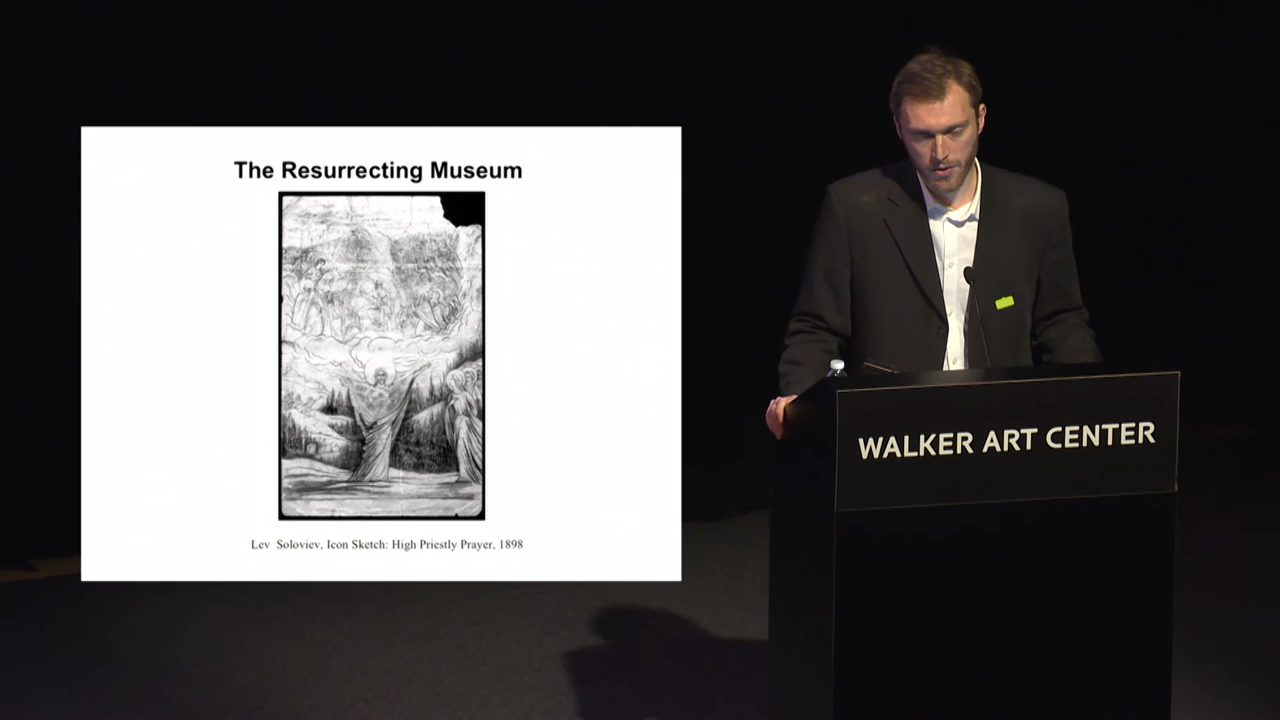 The Resurrecting Museum
Lev Soloviev, Icon Sketch: High Priestly Prayer, 1898
WALKER ART CENTER